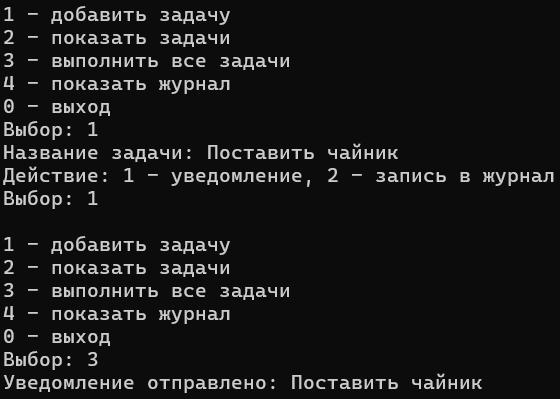 1 – добавить задачу
2 – показать задачи
3 – выполнить все задачи
4 – показать журнал
0 – выход
Выбор: 1
Название задачи: Поставить чайник
Действие: 1 – уведомление, 2 – запись в журнал
Выбор: 1
1 – добавить задачу
2 – показать задачи
3 – выполнить все задачи
4 – показать журнал
0 – выход
Выбор: 3
Уведомление отправлено: Поставить чайник